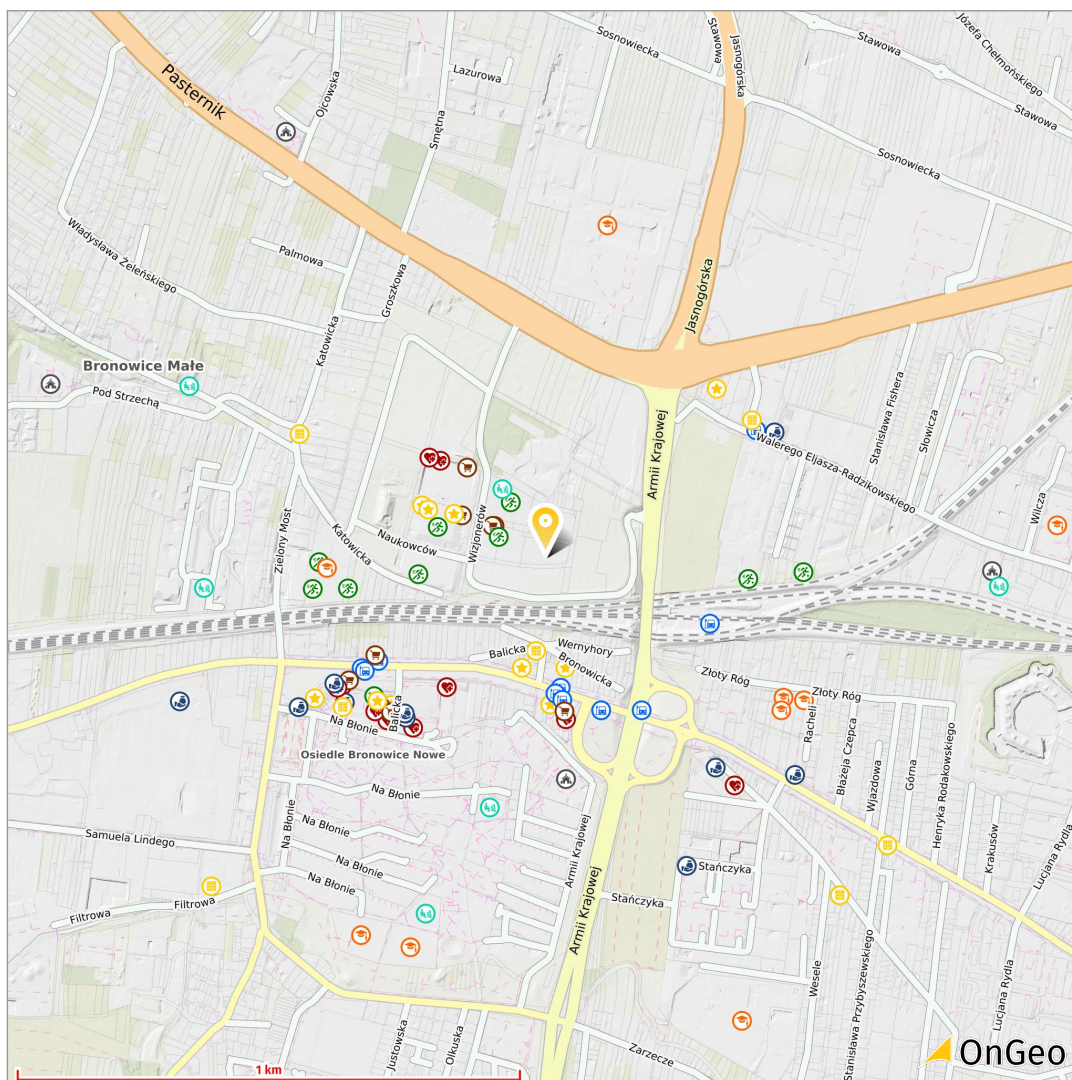 Pasternik
Ojcowska
Lazurowa
Smętna
Sosnowiecka
Stawowa
Jasnogórska
Stawowa
Józefa Chełmońskiego
Stawowa
Sosnowiecka
Władysława Żeleńskiego
Palmowa
Groszkowa
Katowicka
Jasnogórska
Bronowice Małe
Pod Strzechą
Armii Krajowej
Walerego Eljasza-Radzikowskiego
Stanisława Fishera
Słowicza
Wilcza
Zielony Most
Katowicka
Naukowców
Wizjonerów
Balicka
Wernyhory
Bronowicka
Złoty Róg
Złoty Róg
Balicka
Na Błonie
Osiedle Bronowice Nowe
Racheli
Błażeja Czepca
Wjazdowa
Górna
Henryka Rodakowskiego
Krakusów
Lucjana Rydla
Na Błonie
Na Błonie
Samuela Lindego
Na Błonie
Na Błonie
Na Błonie
Filtrowa
Filtrowa
Armii Krajowej
Armii Krajowej
Stańczyka
Stańczyka
Wesele
Stanisława Przybyszewskiego
Lucjana Rydla
Justowska
Olkuska
Zarzecze
1 km
OnGeo